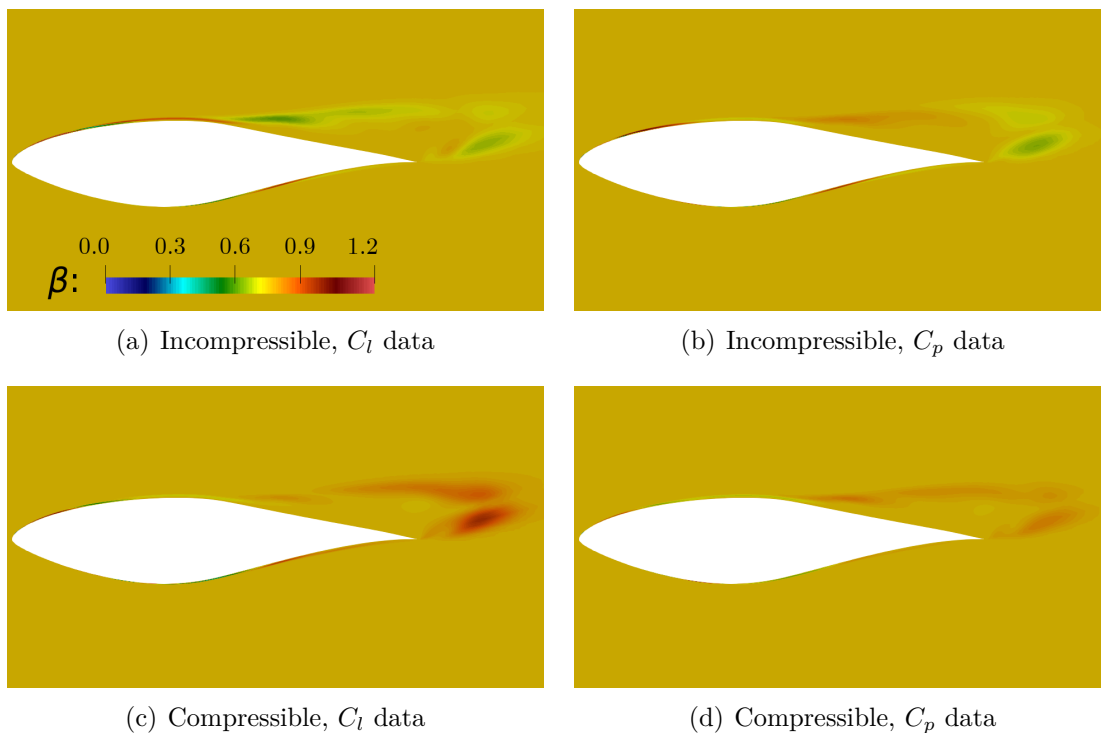 0.0 0.3 0.6 0.9 1.2
β:
(a) Incompressible, C_l data
(b) Incompressible, C_p data
(c) Compressible, C_l data
(d) Compressible, C_p data